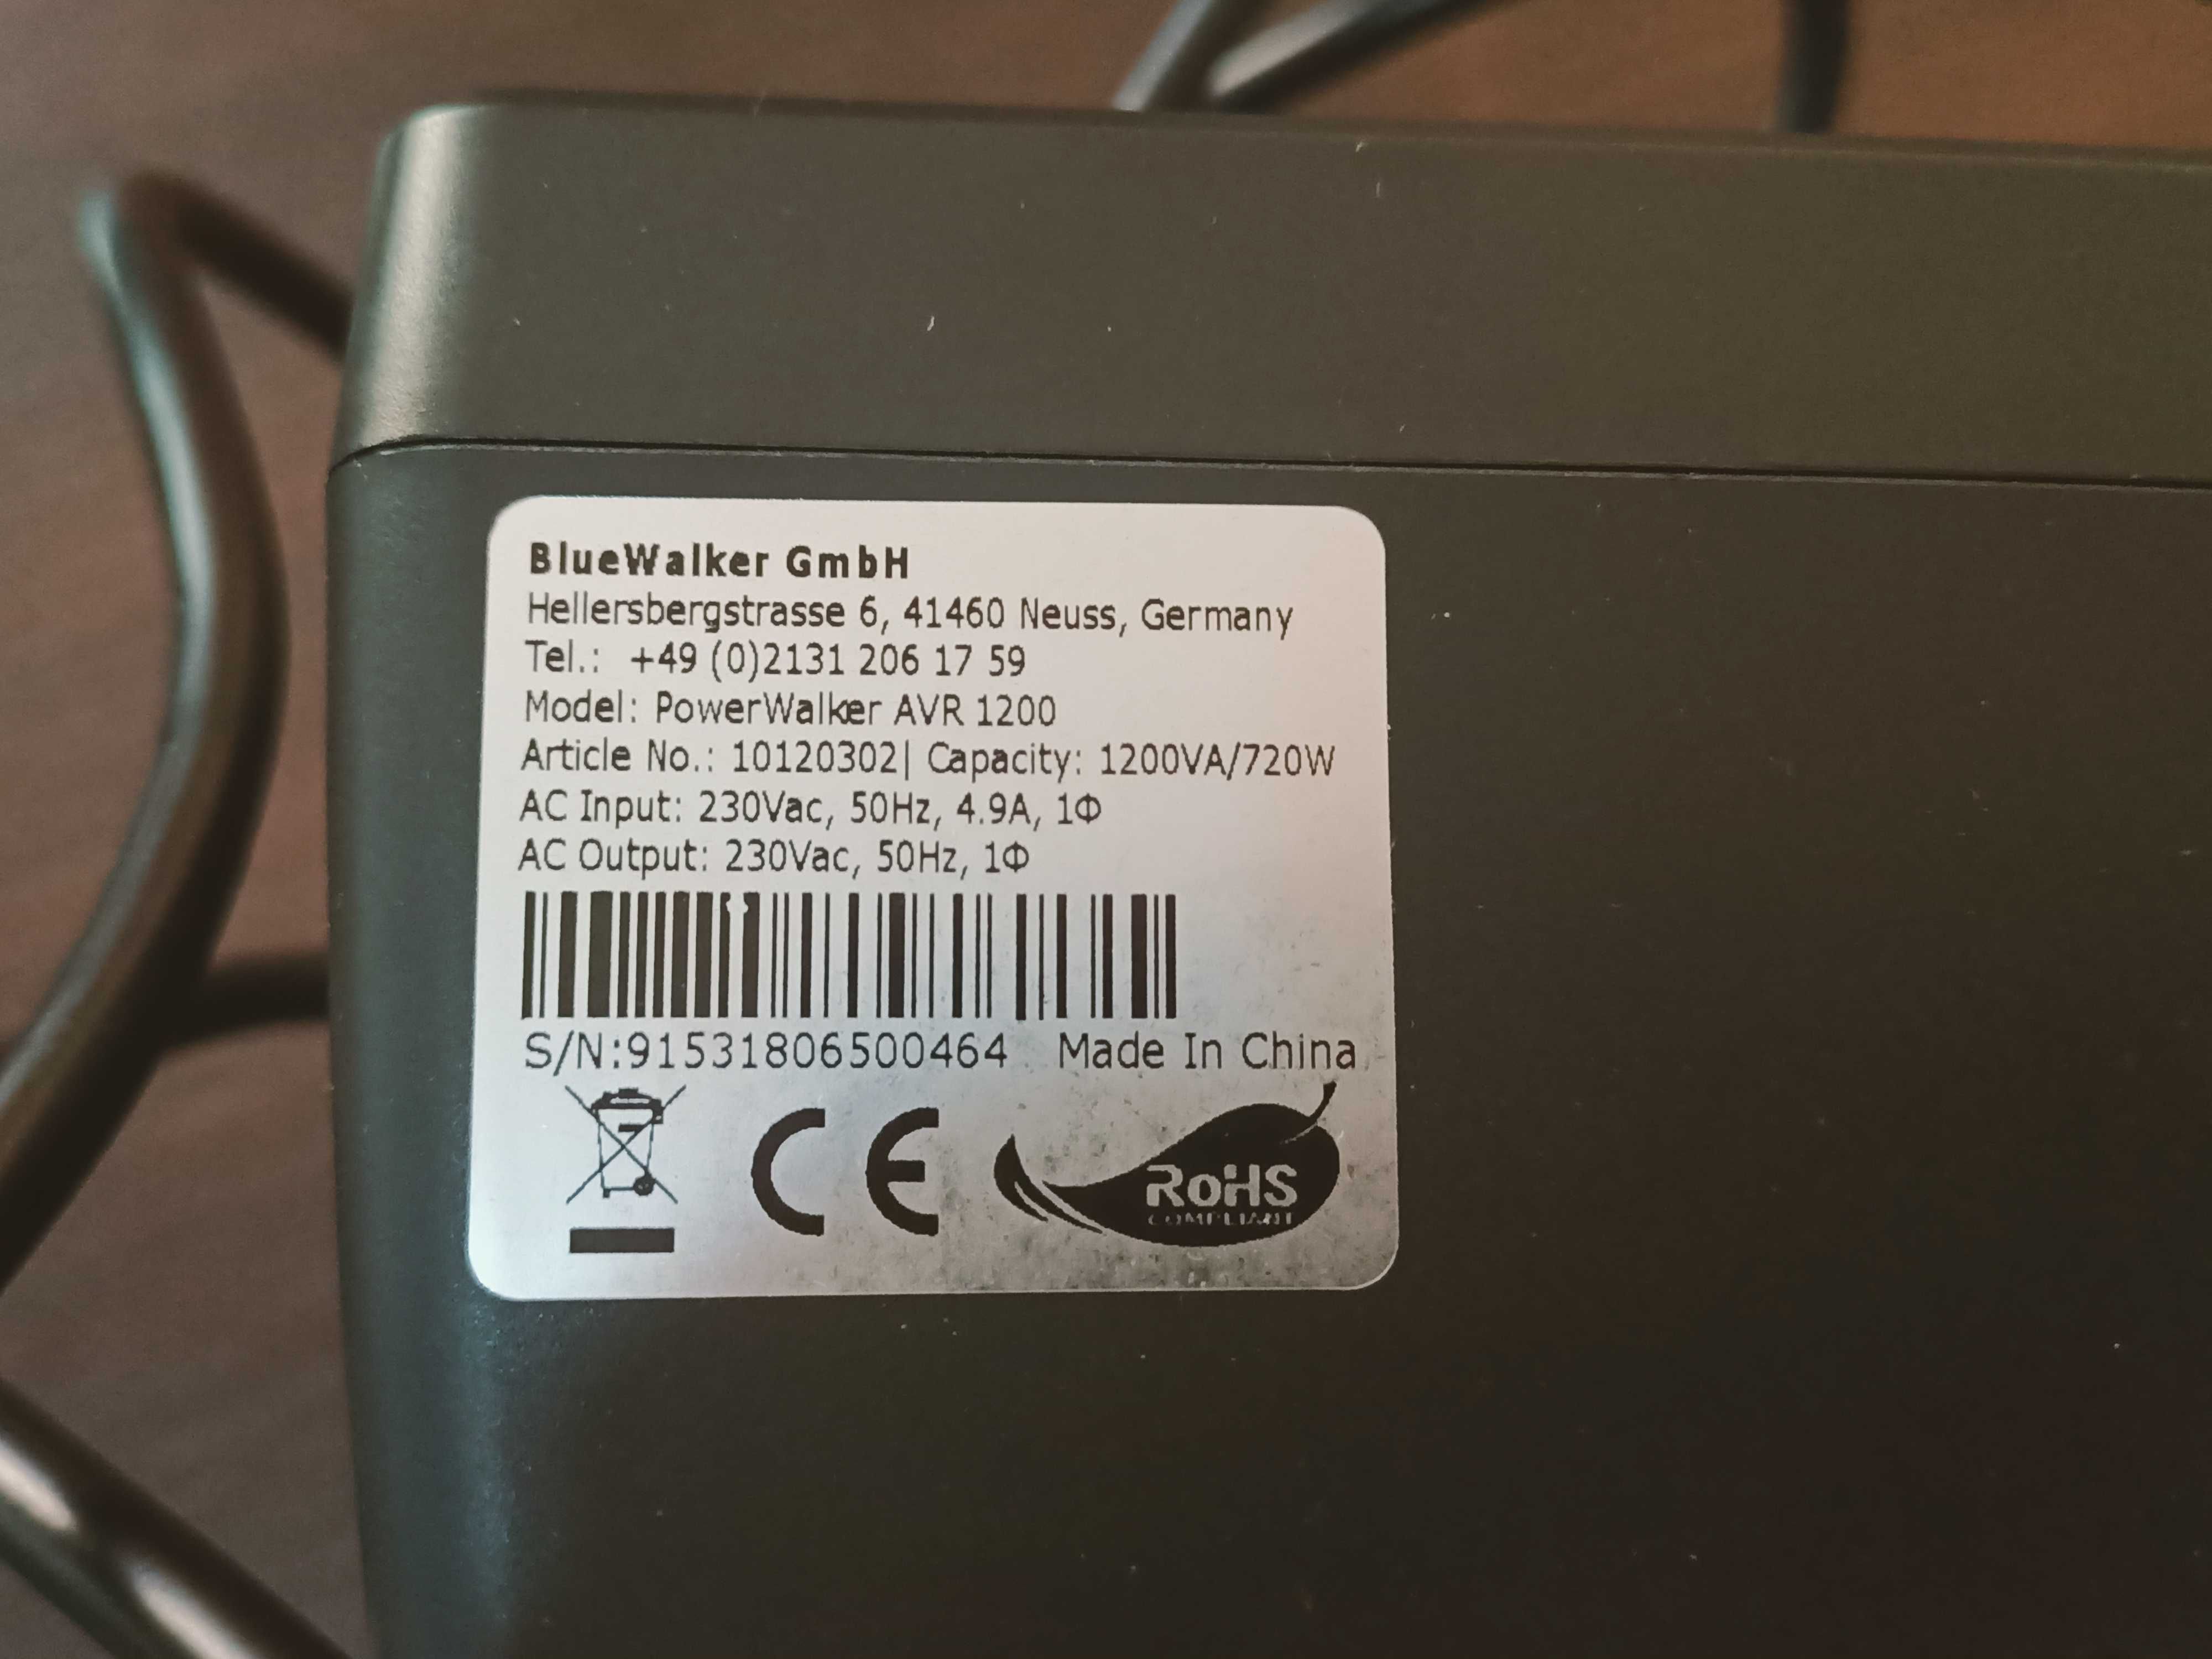 BlueWalker GmbH
Hellersbergstrasse 6, 41460 Neuss, Germany
Tel.: +49 (0)2131 206 17 59
Model: PowerWalker AVR 1200
Article No.: 10120302| Capacity: 1200VA/720W
AC Input: 230Vac, 50Hz, 4.9A, 1Φ
AC Output: 230Vac, 50Hz, 1Φ
S/N:91531806500464 Made In China
CE RoHS
COMPLIANT